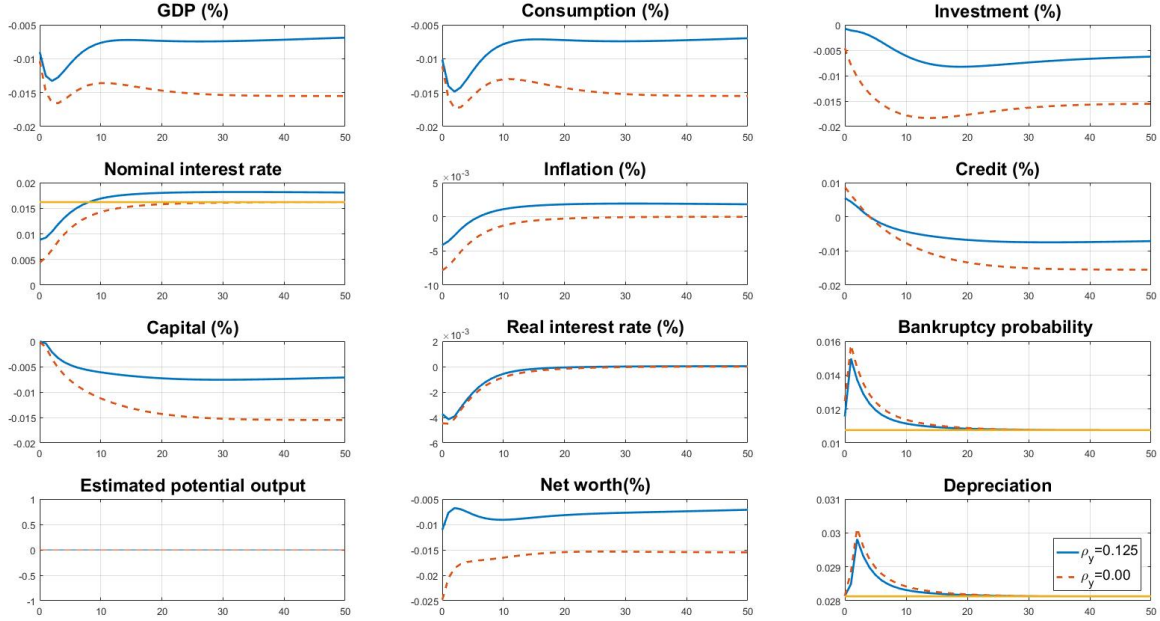 GDP (%)
-0.005
-0.01
-0.015
-0.02
0 10 20 30 40 50
Consumption (%)
-0.005
-0.01
-0.015
-0.02
0 10 20 30 40 50
Investment (%)
0
-0.005
-0.01
-0.015
-0.02
0 10 20 30 40 50
Nominal interest rate
0.02
0.015
0.01
0.005
0
0 10 20 30 40 50
Inflation (%)
×10⁻³
5
0
-5
-10
0 10 20 30 40 50
Credit (%)
0.01
0
-0.01
-0.02
0 10 20 30 40 50
Capital (%)
0
-0.005
-0.01
-0.015
-0.02
0 10 20 30 40 50
Real interest rate (%)
×10⁻³
2
0
-2
-4
-6
0 10 20 30 40 50
Bankruptcy probability
0.016
0.014
0.012
0.01
0 10 20 30 40 50
Estimated potential output
1
0.5
0
-0.5
-1
0 10 20 30 40 50
Net worth(%)
-0.005
-0.01
-0.015
-0.02
-0.025
0 10 20 30 40 50
Depreciation
0.031
0.03
0.029
0.028
0 10 20 30 40 50
ρ_y=0.125
ρ_y=0.00